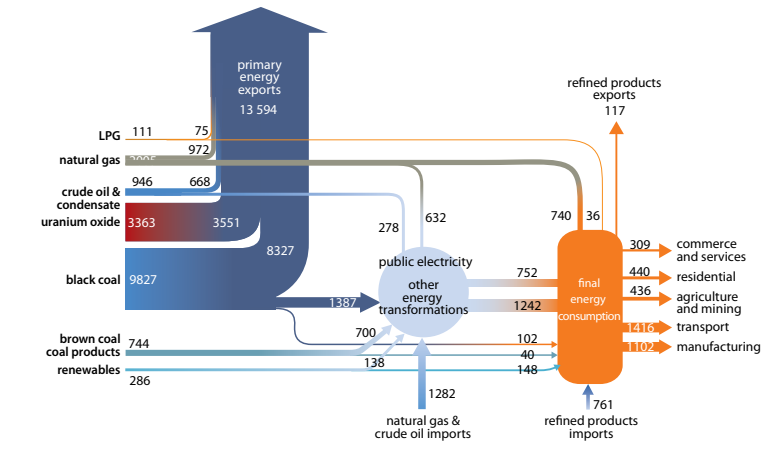 primary
energy
exports
13 594
refined products
exports
117
LPG 111 75
natural gas 972
crude oil & 946 668
condensate
uranium oxide 3363 3551
8327
278
632
740
36
black coal 9827
public electricity
other
energy
transformations
1387
752
1242
final
energy
consumption
309 commerce
and services
440 residential
436 agriculture
and mining
1416 transport
1102 manufacturing
brown coal 744
coal products
renewables
286
700
138
102
40
148
1282
natural gas &
crude oil imports
761
refined products
imports